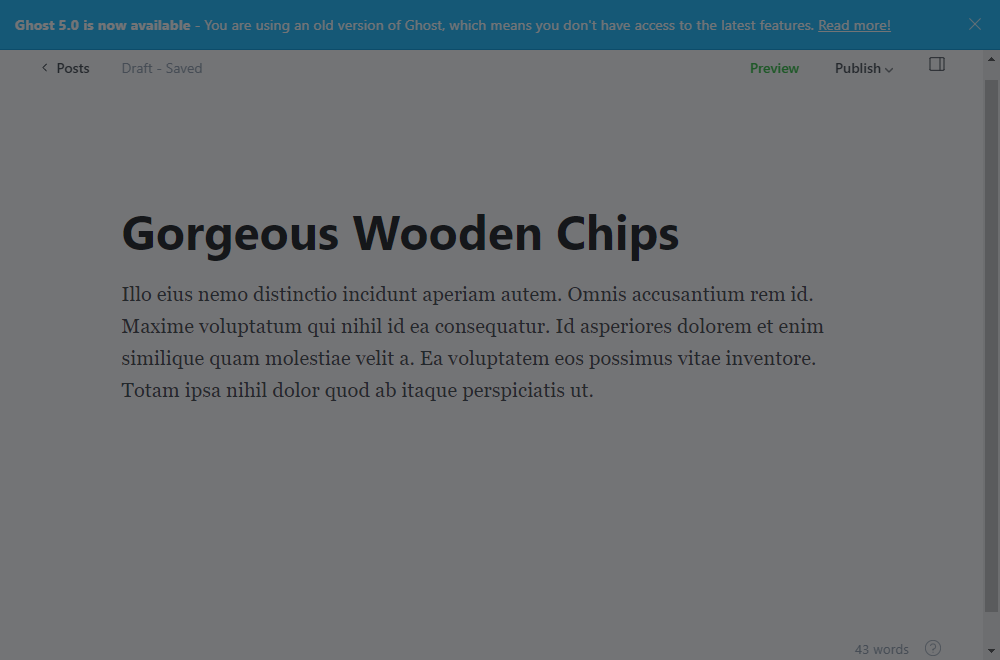 Ghost 5.0 is now available - You are using an old version of Ghost, which means you don't have access to the latest features. Read more!
Posts Draft - Saved Preview Publish
Gorgeous Wooden Chips
Illo eius nemo distinctio incidunt aperiam autem. Omnis accusantium rem id.
Maxime voluptatum qui nihil id ea consequatur. Id asperiores dolorem et enim
similique quam molestiae velit a. Ea voluptatem eos possimus vitae inventore.
Totam ipsa nihil dolor quod ab itaque perspiciatis ut.
43 words ?